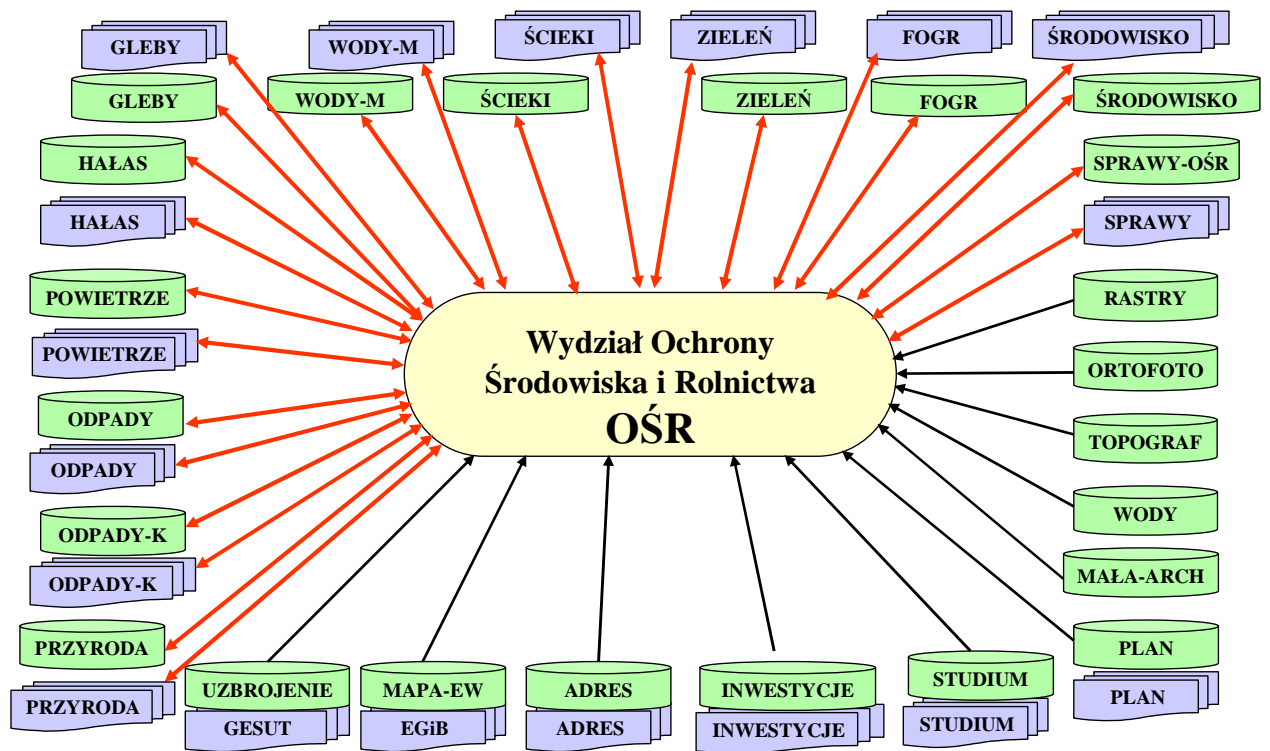 GLEBY
WODY-M
ŚCIEKI
ZIELEŃ
FOGR
ŚRODOWISKO
GLEBY
WODY-M
ŚCIEKI
ZIELEŃ
FOGR
ŚRODOWISKO
HAŁAS
SPRAWY-OŚR
HAŁAS
SPRAWY
POWIETRZE
RASTRY
POWIETRZE
Wydział Ochrony
Środowiska i Rolnictwa
OŚR
ORTOFOTO
ODPADY
TOPOGRAF
ODPADY
WODY
ODPADY-K
ODPADY-K
MAŁA-ARCH
PRZYRODA
PLAN
PRZYRODA
UZBROJENIE
MAPA-EW
ADRES
INWESTYCJE
STUDIUM
PLAN
GESUT
EGiB
ADRES
INWESTYCJE
STUDIUM